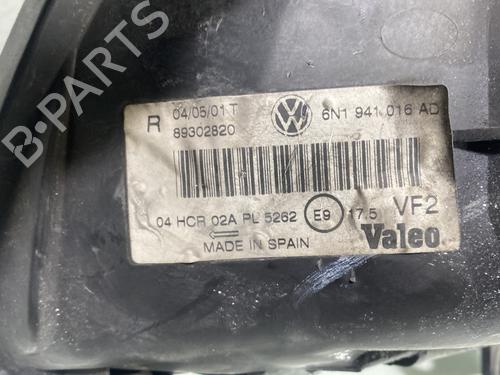 B-Parts
04/05/01 T
R
89302820
6N1 941 016 AD
04 HCR 02A PL 5262 E9 17.5 VF2
MADE IN SPAIN
Valeo